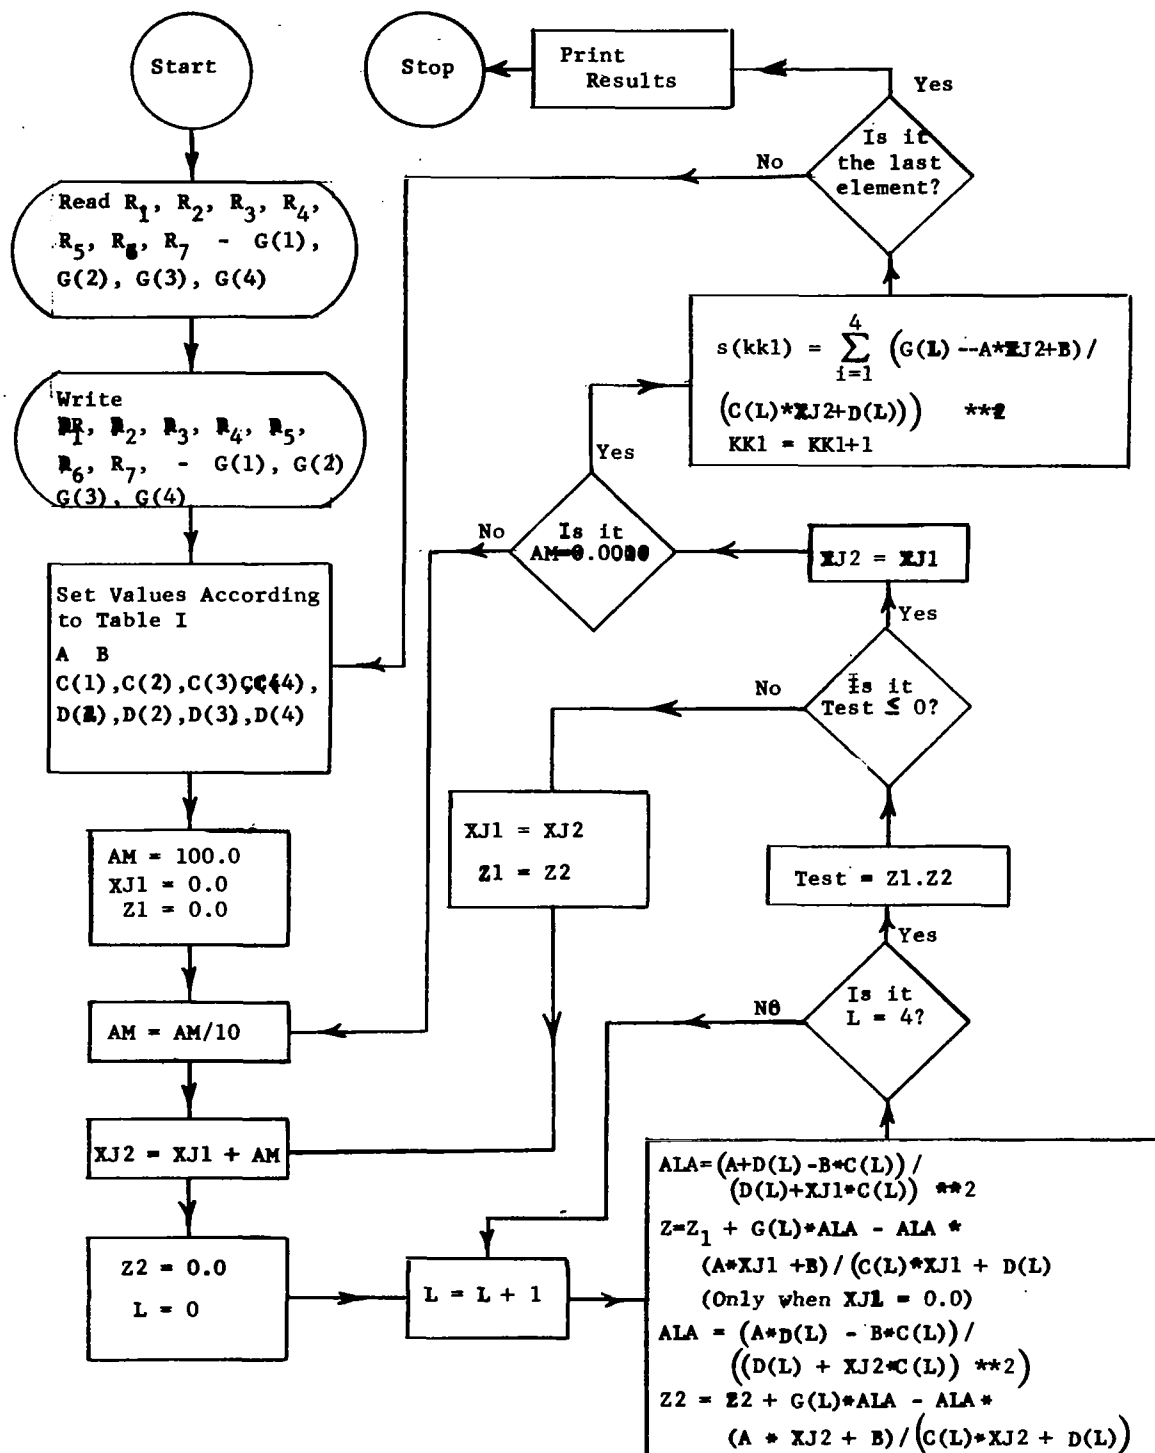 Start
Stop
Print
Results
Yes
Is it
the last
element?
No
Read R1, R2, R3, R4,
R5, R6, R7 - G(1),
G(2), G(3), G(4)
s(kk1) = 4∑i=1 (G(L) --A*XJ2+B)/
(C(L)*XJ2+D(L))) **2
KK1 = KK1+1
Write
R1, R2, R3, R4, R5,
R6, R7, - G(1), G(2)
G(3), G(4)
Yes
No
Is it
AM=0.0010
XJ2 = XJ1
Set Values According
to Table I
A B
C(1),C(2),C(3),C(4),
D(1),D(2),D(3),D(4)
Yes
No
Is it
Test ≤ 0?
XJ1 = XJ2
Z1 = Z2
AM = 100.0
XJ1 = 0.0
Z1 = 0.0
Test = Z1.Z2
Yes
No
Is it
L = 4?
AM = AM/10
XJ2 = XJ1 + AM
Z2 = 0.0
L = 0
L = L + 1
ALA=(A+D(L)-B*C(L))/
(D(L)+XJ1*C(L)) **2
Z=Z1 + G(L)*ALA - ALA *
(A*XJ1 +B)/(C(L)*XJ1 + D(L)
(Only when XJ1 = 0.0)
ALA = (A*D(L) - B*C(L))/
((D(L) + XJ2*C(L)) **2)
Z2 = Z2 + G(L)*ALA - ALA*
(A * XJ2 + B)/(C(L)*XJ2 + D(L))